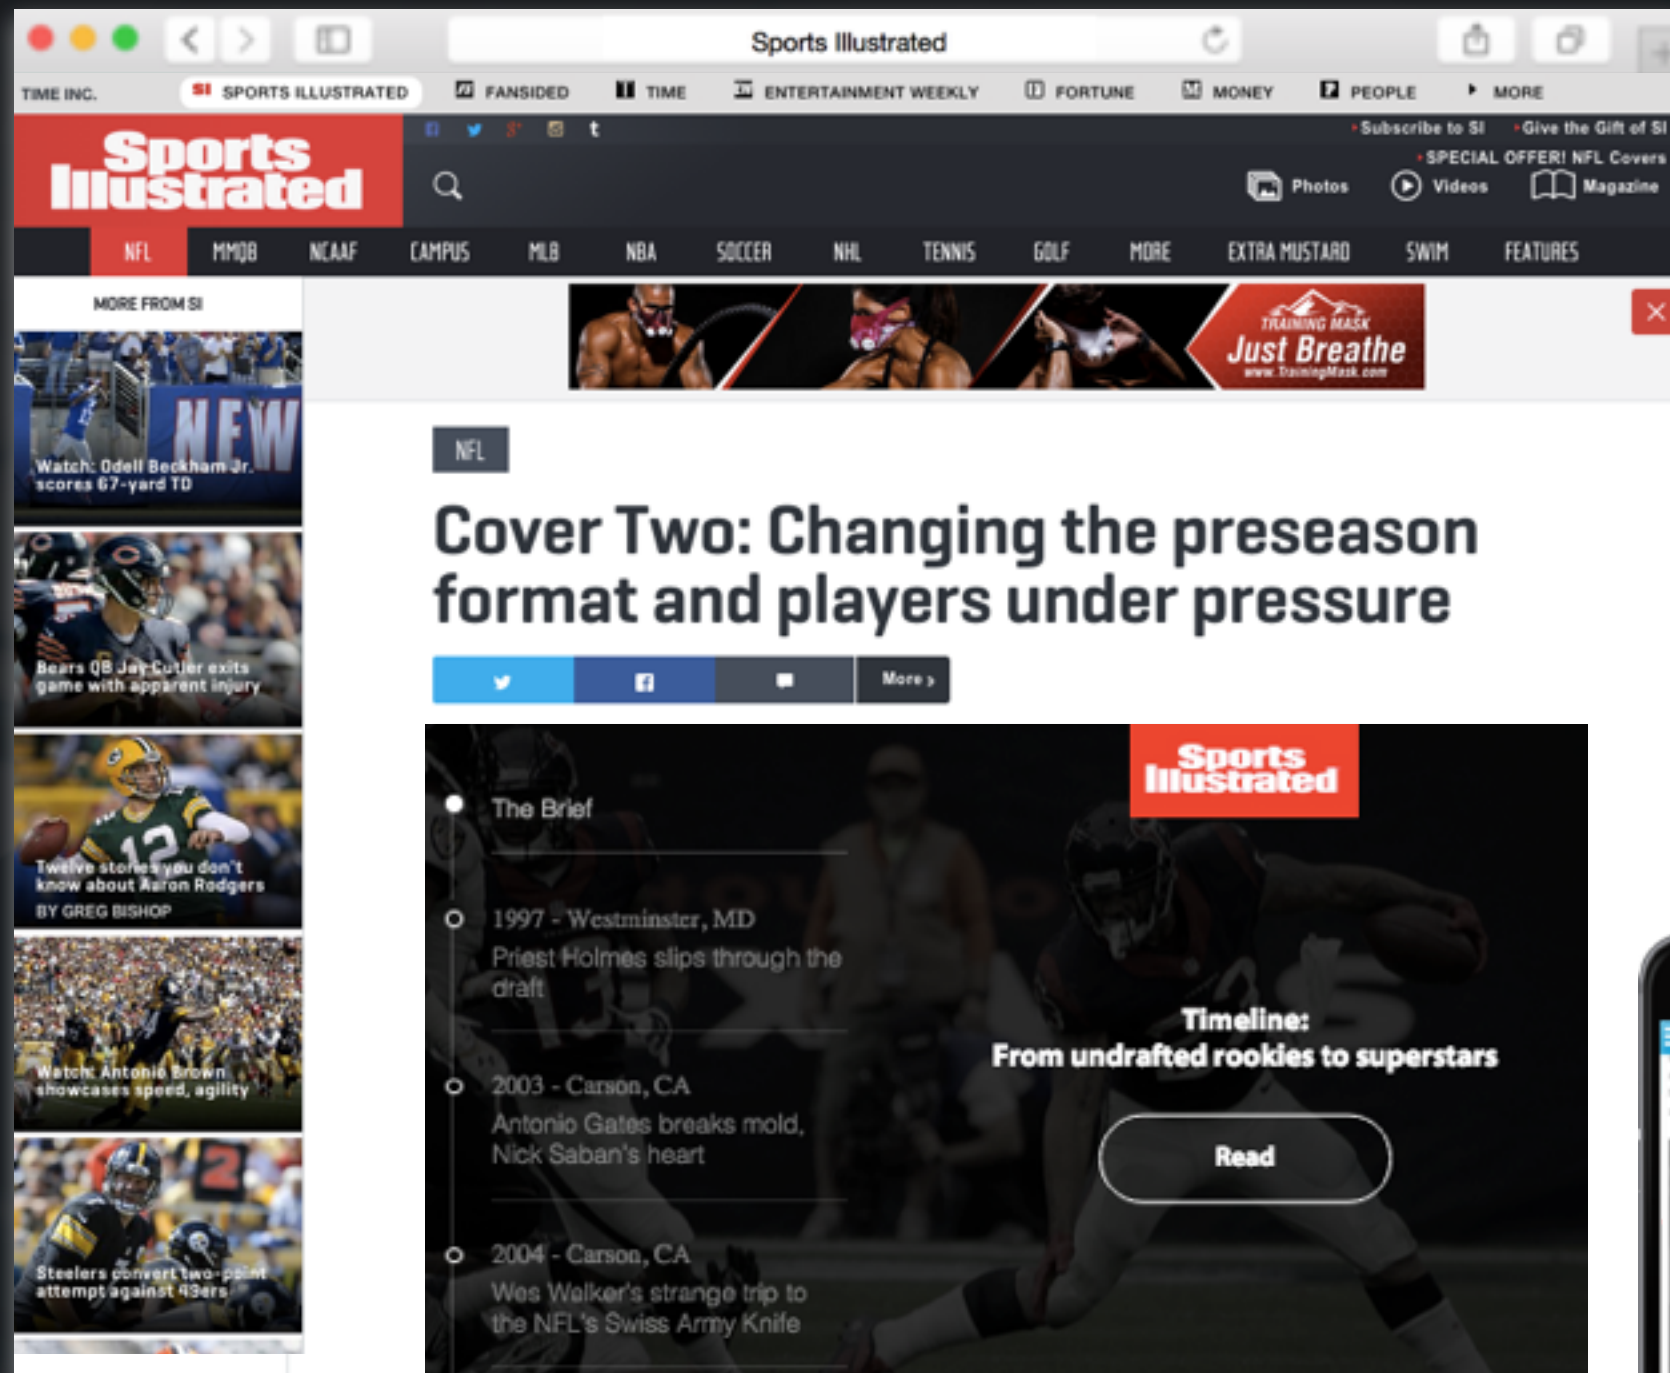 Sports Illustrated
TIME INC.
SI SPORTS ILLUSTRATED
FANSIDED
TIME
ENTERTAINMENT WEEKLY
FORTUNE
MONEY
PEOPLE
MORE
Sports
Illustrated
Subscribe to SI
Give the Gift of SI
SPECIAL OFFER! NFL Covers
Photos
Videos
Magazine
NFL
MMQB
NCAAF
CAMPUS
MLB
NBA
SOCCER
NHL
TENNIS
GOLF
MORE
EXTRA MUSTARD
SWIM
FEATURES
MORE FROM SI
NEW
Watch: Odell Beckham Jr.
scores 67-yard TD
Bears QB Jay Cutler exits
game with apparent injury
12
Twelve stories you don't
know about Aaron Rodgers
BY GREG BISHOP
Watch: Antonio Brown
showcases speed, agility
2
Steelers convert two-point
attempt against 49ers
TRAINING MASK
Just Breathe
www.TrainingMask.com
NFL
Cover Two: Changing the preseason
format and players under pressure
More >
The Brief
1997 - Westminster, MD
Priest Holmes slips through the
draft
2003 - Carson, CA
Antonio Gates breaks mold,
Nick Saban's heart
2004 - Carson, CA
Wes Walker's strange trip to
the NFL's Swiss Army Knife
Sports
Illustrated
Timeline:
From undrafted rookies to superstars
Read